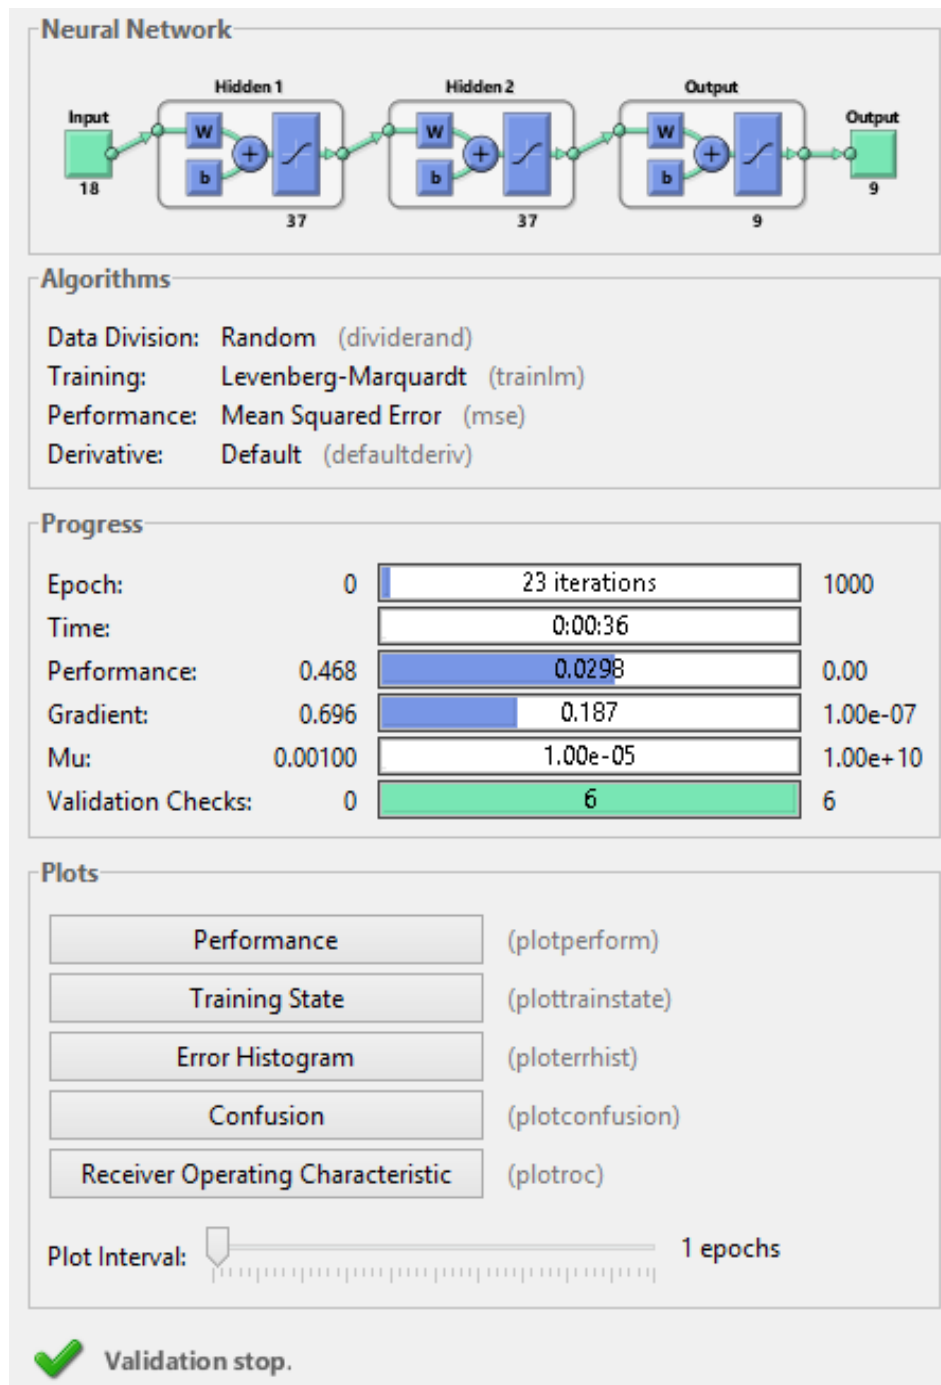 Neural Network
Hidden 1 Hidden 2 Output
Input Output
W W W
+ + +
b b b
18 9
37 37 9
Algorithms
Data Division: Random (dividerand)
Training: Levenberg-Marquardt (trainlm)
Performance: Mean Squared Error (mse)
Derivative: Default (defaultderiv)
Progress
Epoch: 0 23 iterations 1000
Time: 0:00:36
Performance: 0.468 0.0298 0.00
Gradient: 0.696 0.187 1.00e-07
Mu: 0.00100 1.00e-05 1.00e+10
Validation Checks: 0 6 6
Plots
Performance (plotperform)
Training State (plottrainstate)
Error Histogram (ploterrhist)
Confusion (plotconfusion)
Receiver Operating Characteristic (plotroc)
Plot Interval: 1 epochs
Validation stop.